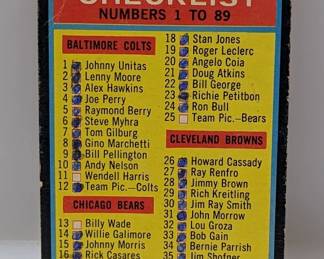 CHECKLIST
NUMBERS 1 TO 89
BALTIMORE COLTS
1 Johnny Unitas
2 Lenny Moore
3 Alex Hawkins
4 Joe Perry
5 Raymond Berry
6 Steve Myhra
7 Tom Gilburg
8 Gino Marchetti
9 Bill Pellington
10 Andy Nelson
11 Wendell Harris
12 Team Pic.—Colts
CHICAGO BEARS
13 Billy Wade
14 Willie Galimore
15 Johnny Morris
16 Rick Casares
18 Stan Jones
19 Roger Leclerc
20 Angelo Coia
21 Doug Atkins
22 Bill George
23 Richie Petitbon
24 Ron Bull
25 Team Pic.—Bears
CLEVELAND BROWNS
26 Howard Cassady
27 Ray Renfro
28 Jimmy Brown
29 Rich Kreitling
30 Jim Ray Smith
31 John Morrow
32 Lou Groza
33 Bob Gain
34 Bernie Parrish
35 Jim Shofner